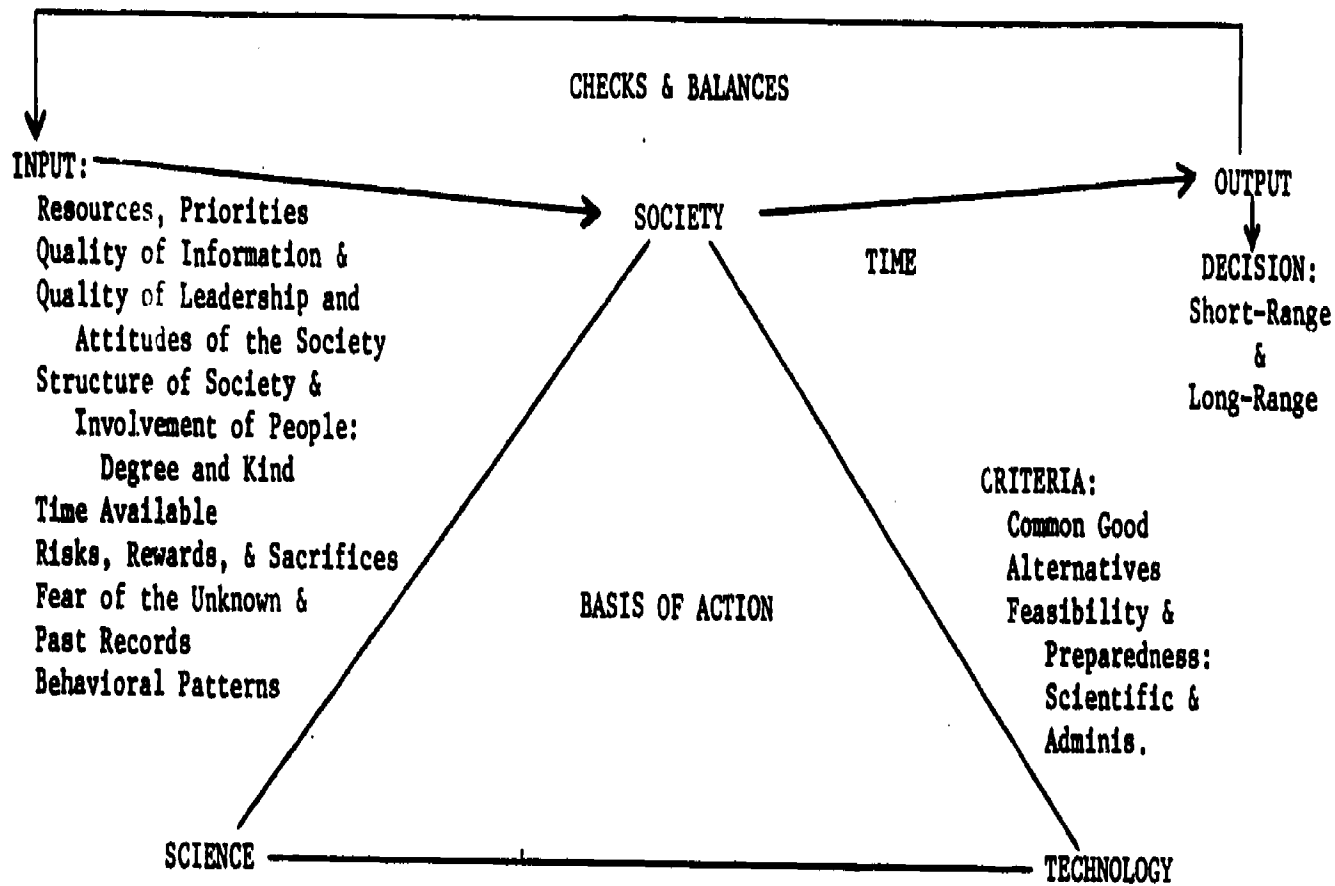 CHECKS & BALANCES
INPUT:
Resources, Priorities
Quality of Information &
Quality of Leadership and
Attitudes of the Society
Structure of Society &
Involvement of People:
Degree and Kind
Time Available
Risks, Rewards, & Sacrifices
Fear of the Unknown &
Past Records
Behavioral Patterns
SOCIETY
TIME
OUTPUT
DECISION:
Short-Range
&
Long-Range
CRITERIA:
Common Good
Alternatives
Feasibility &
Preparedness:
Scientific &
Adminis.
BASIS OF ACTION
SCIENCE
TECHNOLOGY